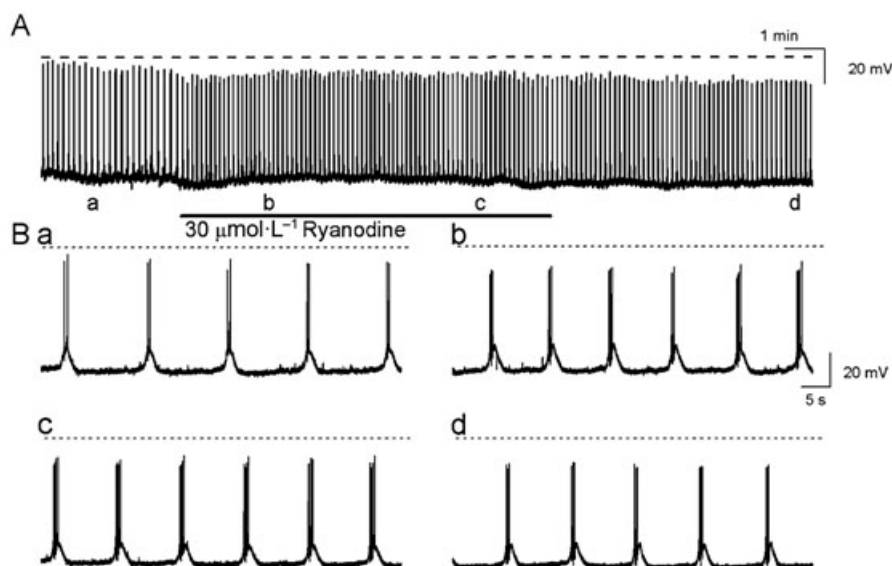 A
1 min
20 mV
a b c d
30 μmol·L⁻¹ Ryanodine
B a b
20 mV
5 s
c d